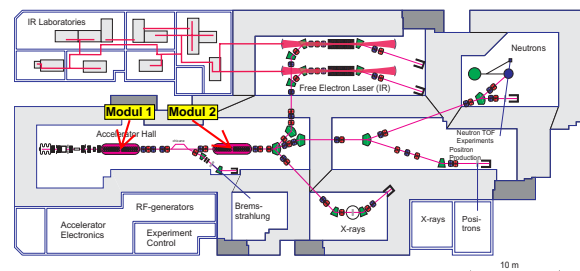 IR Laboratories
Neutrons
Free Electron Laser (IR)
Modul 1
Modul 2
Accelerator Hall
Neutron TOF
Experiments
Positron
Production
RF-generators
Brems-
strahlung
Accelerator
Electronics
Experiment
Control
X-rays
X-rays
Posi-
trons
10 m